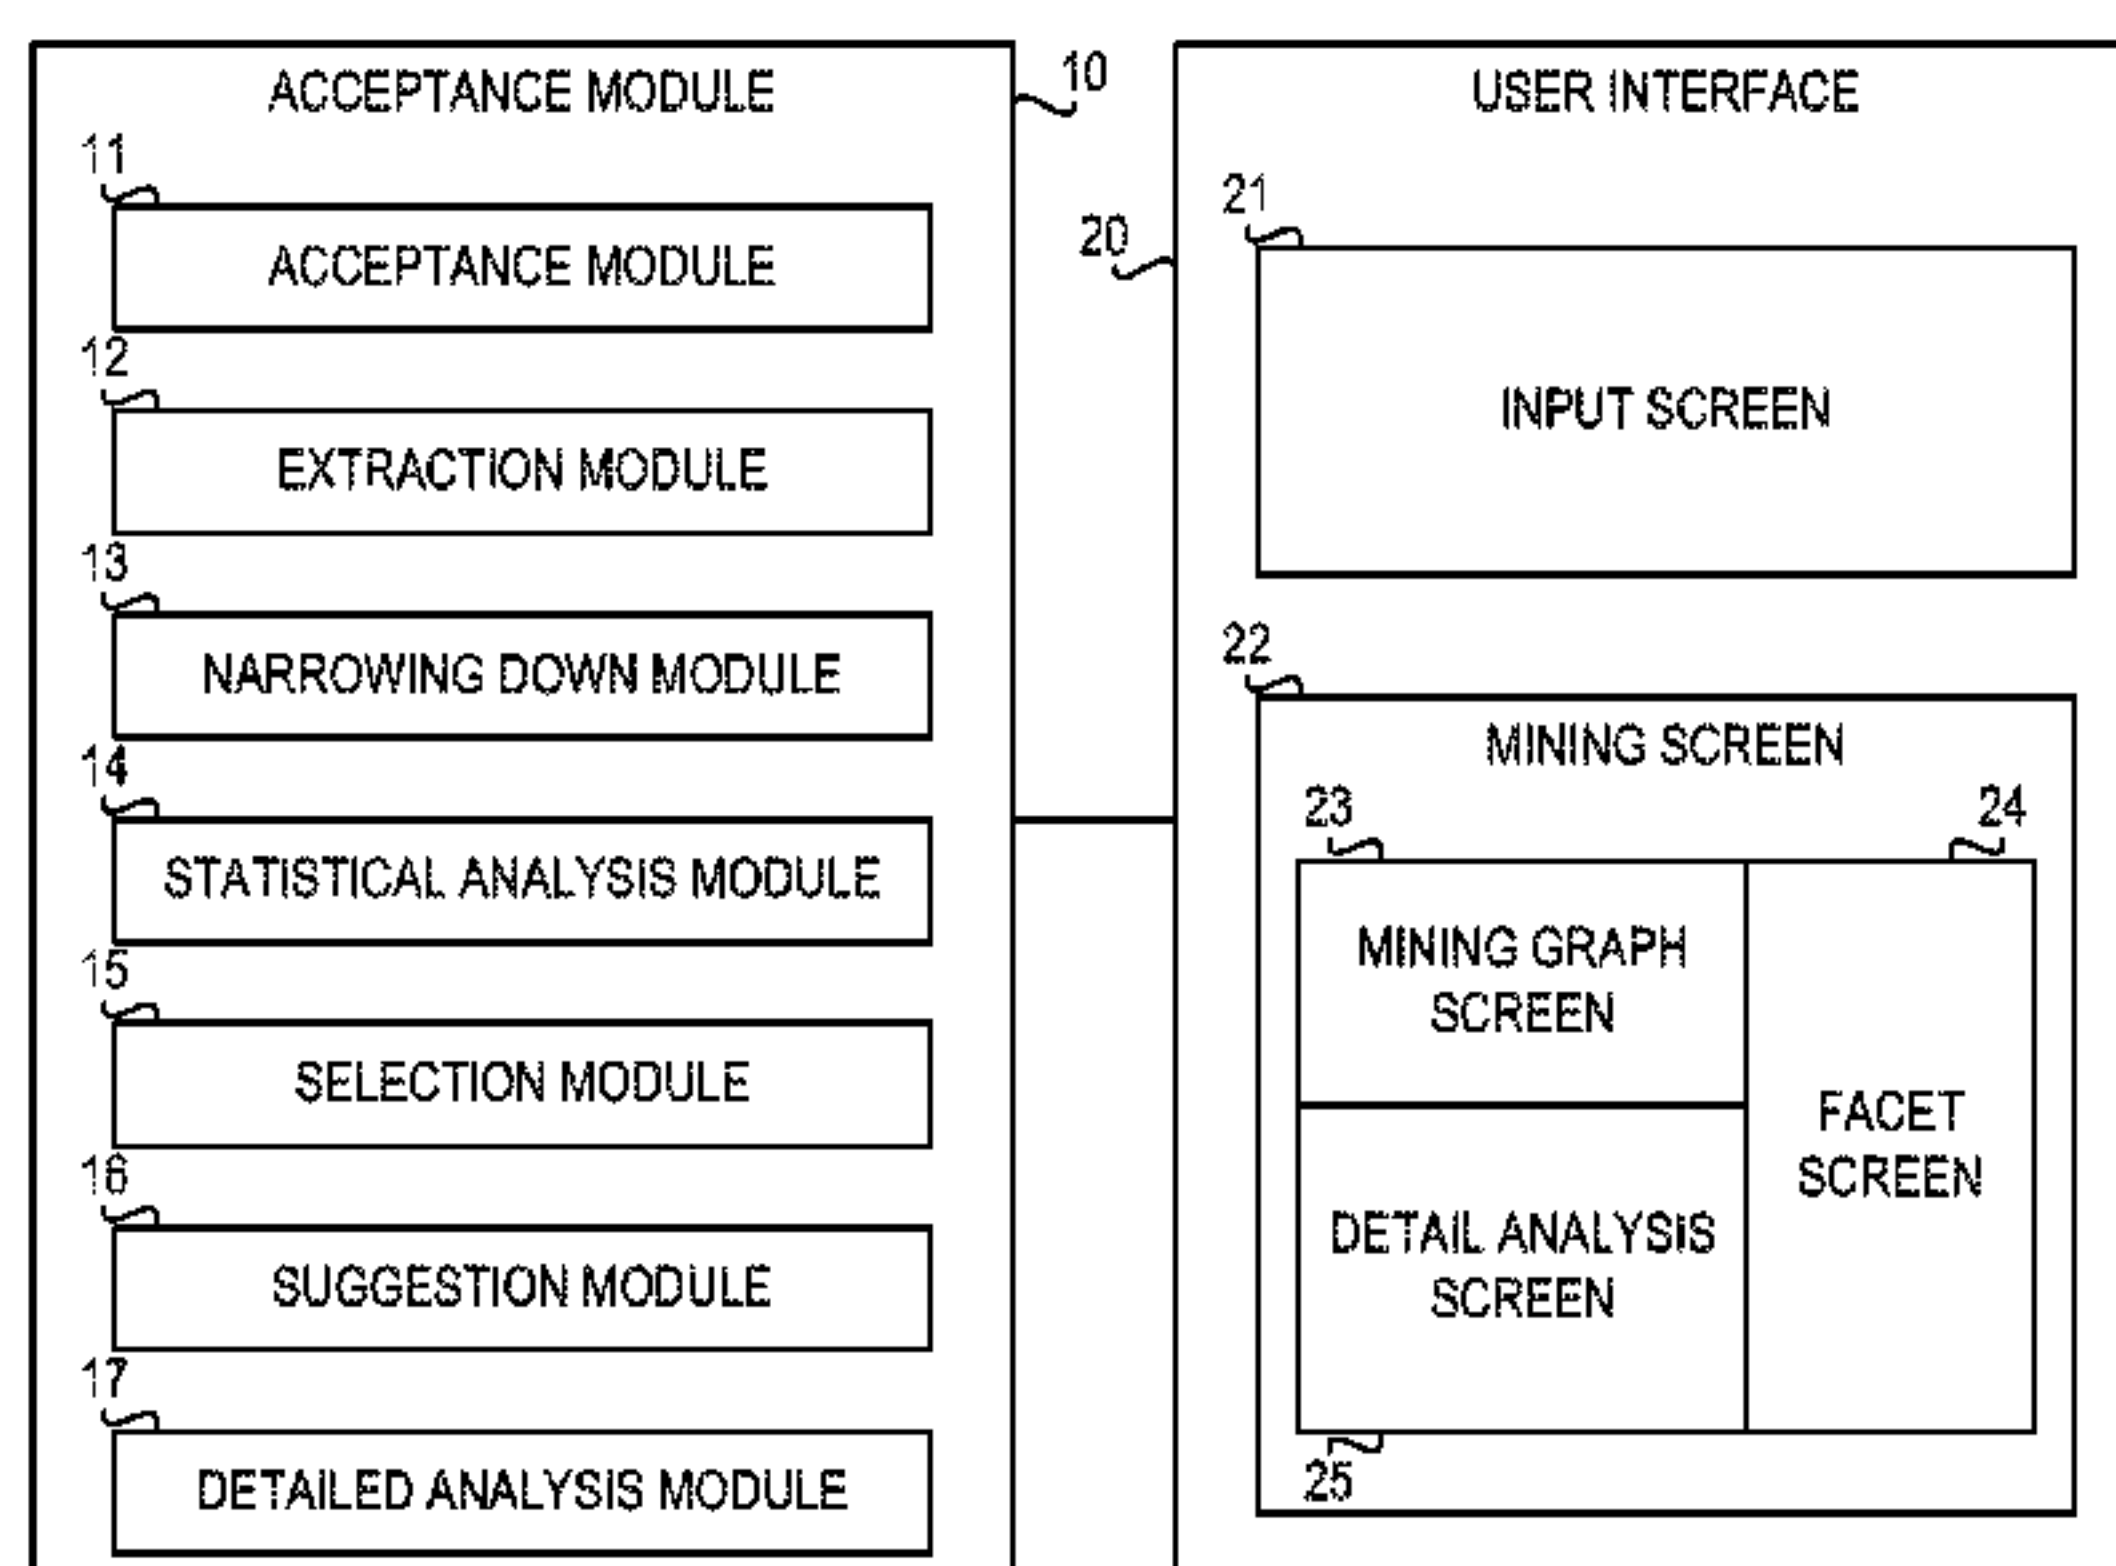 ACCEPTANCE MODULE
10
11
ACCEPTANCE MODULE
12
EXTRACTION MODULE
13
NARROWING DOWN MODULE
14
STATISTICAL ANALYSIS MODULE
15
SELECTION MODULE
16
SUGGESTION MODULE
17
DETAILED ANALYSIS MODULE
USER INTERFACE
20
21
INPUT SCREEN
22
MINING SCREEN
23
24
MINING GRAPH
SCREEN
FACET
SCREEN
DETAIL ANALYSIS
SCREEN
25